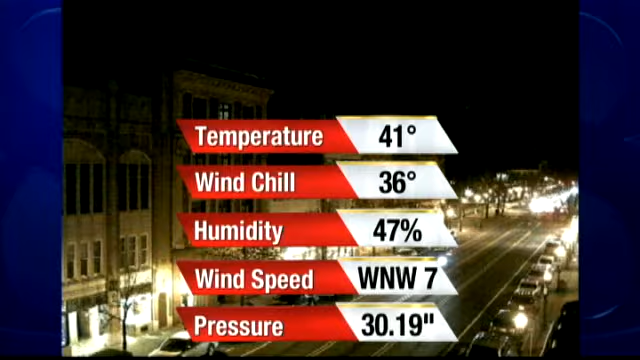 Temperature 41°
Wind Chill 36°
Humidity 47%
Wind Speed WNW 7
Pressure 30.19"